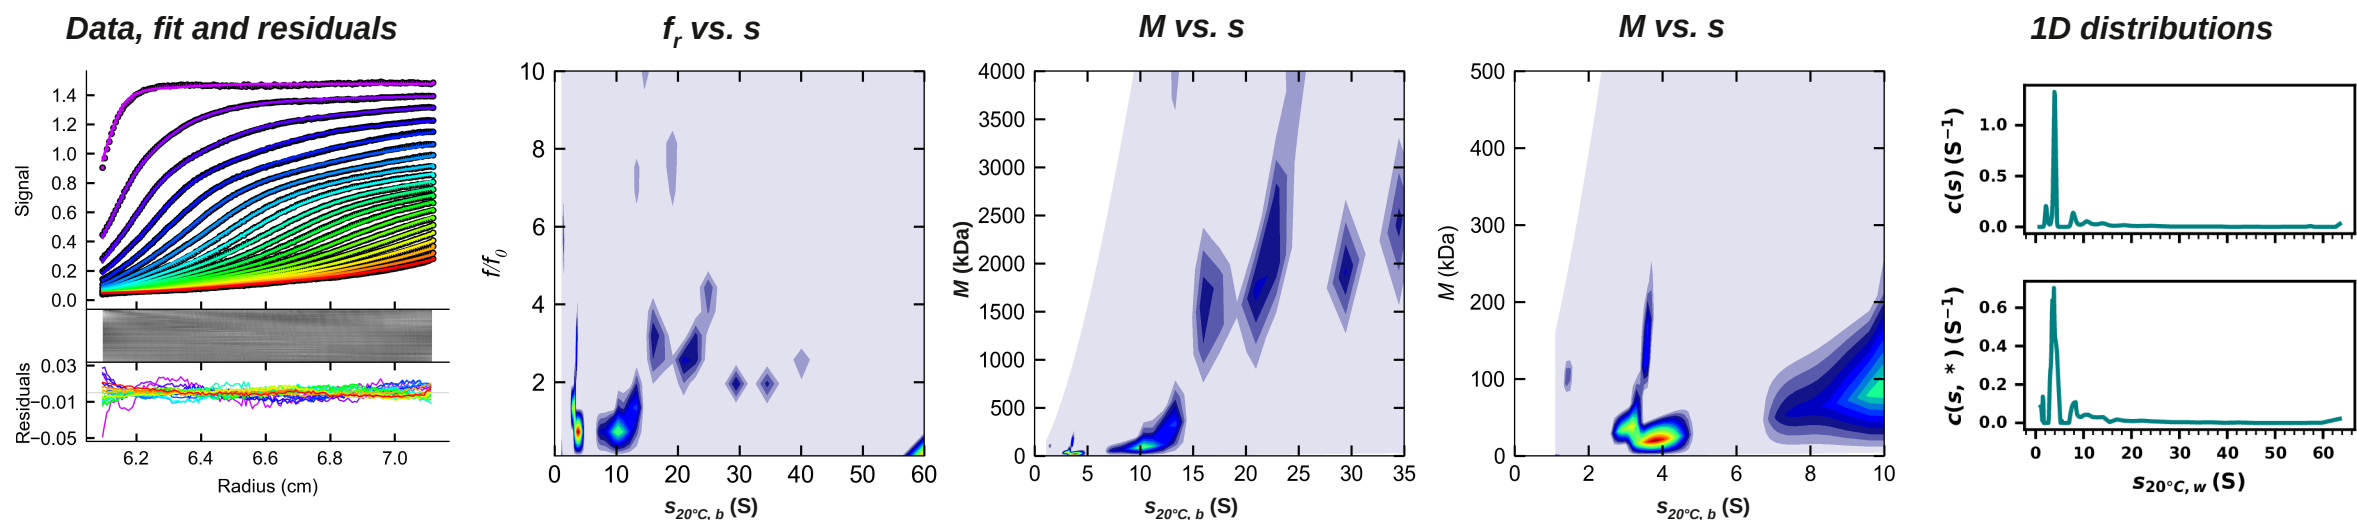 Data, fit and residuals
f_r vs. s
M vs. s
M vs. s
1D distributions
Signal
1.4
1.2
1.0
0.8
0.6
0.4
0.2
0.0
Residuals
0.03
−0.01
−0.05
6.2 6.4 6.6 6.8 7.0
Radius (cm)
f/f_0
10
8
6
4
2
0 10 20 30 40 50 60
s_20°C, b (S)
M (kDa)
4000
3500
3000
2500
2000
1500
1000
500
0
0 5 10 15 20 25 30 35
s_20°C, b (S)
M (kDa)
500
400
300
200
100
0
0 2 4 6 8 10
s_20°C, b (S)
c(s) (S⁻¹)
1.0
0.5
0.0
c(s, *) (S⁻¹)
0.6
0.4
0.2
0.0
0 10 20 30 40 50 60
s_20°C, w (S)